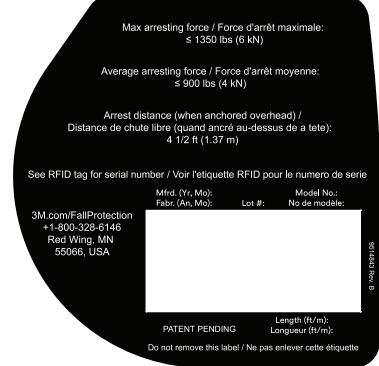 Max arresting force / Force d'arrêt maximale:
≤ 1350 lbs (6 kN)
Average arresting force / Force d'arrêt moyenne:
≤ 900 lbs (4 kN)
Arrest distance (when anchored overhead) /
Distance de chute libre (quand ancré au-dessus de a tete):
4 1/2 ft (1.37 m)
See RFID tag for serial number / Voir l'etiquette RFID pour le numero de serie
Mfrd. (Yr, Mo):
Fabr. (An, Mo):
Lot #:
Model No.:
No de modèle:
3M.com/FallProtection
+1-800-328-6146
Red Wing, MN
55066, USA
9514843 Rev. B
PATENT PENDING
Length (ft/m):
Longueur (ft/m):
Do not remove this label / Ne pas enlever cette étiquette